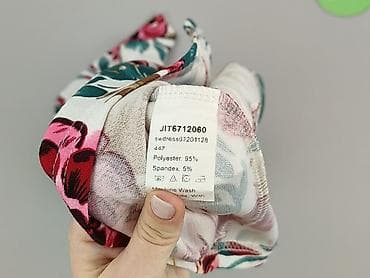 JIT6712060
swdress07201128
447
Polyester 95%
Spandex 5%
Machine Wash